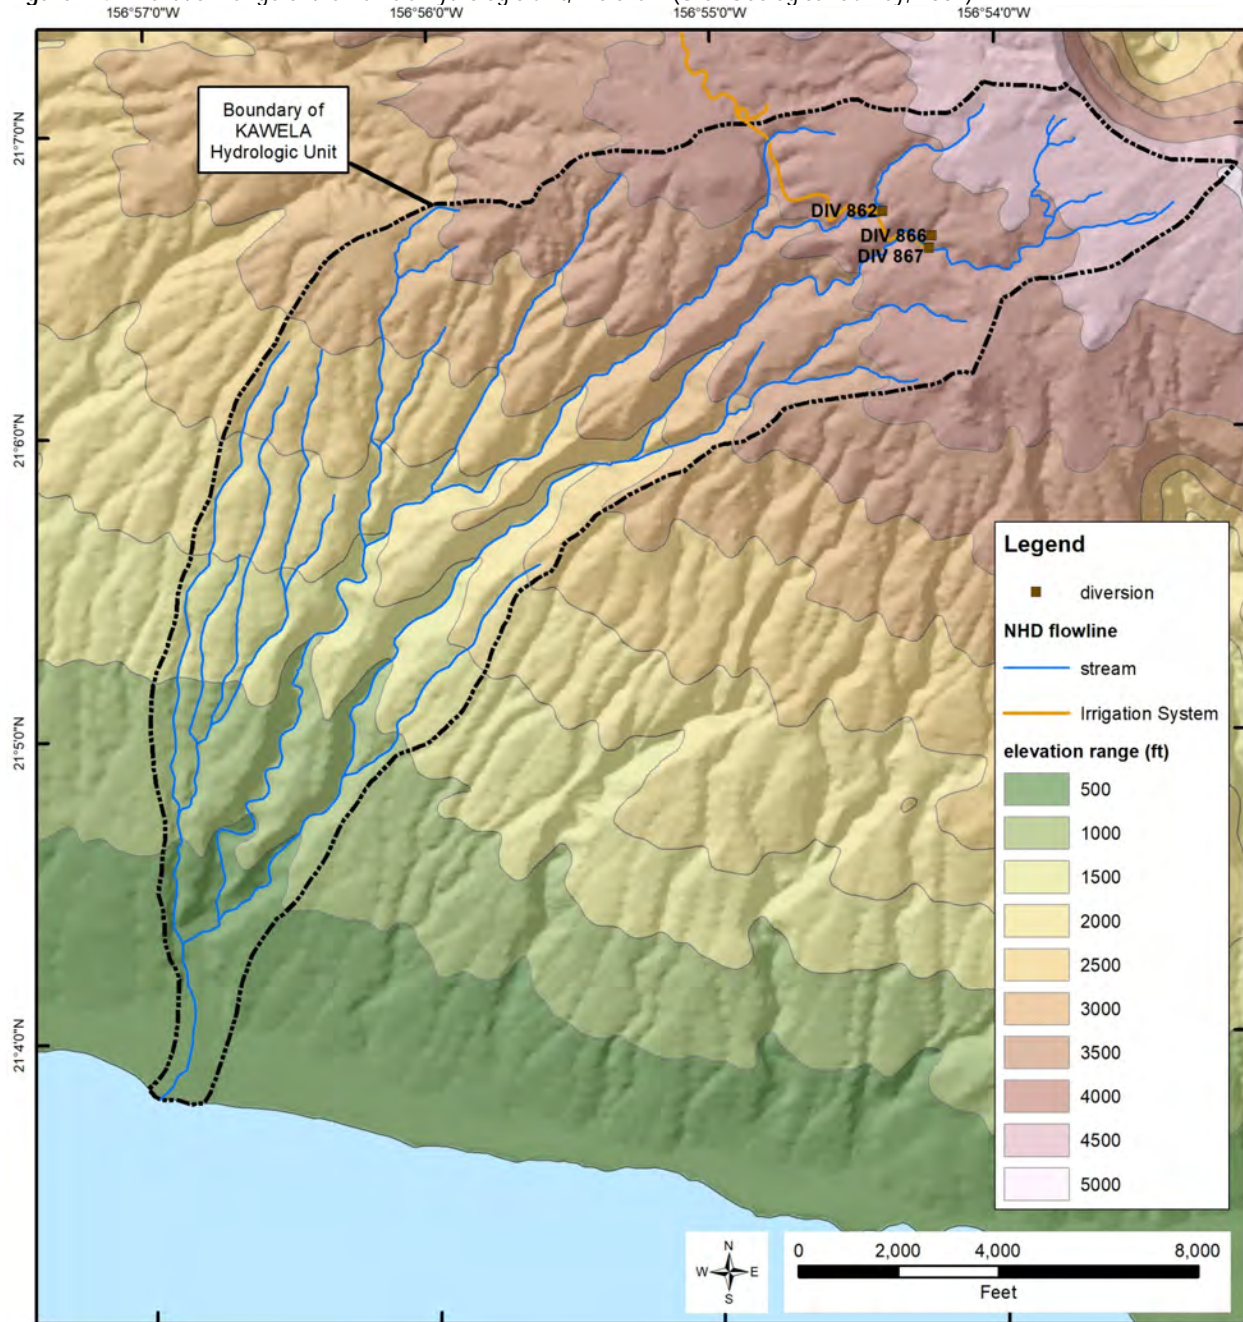 156°57'0"W 156°56'0"W 156°55'0"W 156°54'0"W
21°7'0"N
21°6'0"N
21°5'0"N
21°4'0"N
Boundary of
KAWELA
Hydrologic Unit
DIV 862
DIV 866
DIV 867
Legend
diversion
NHD flowline
stream
Irrigation System
elevation range (ft)
500
1000
1500
2000
2500
3000
3500
4000
4500
5000
N
W E
S
0 2,000 4,000 8,000
Feet